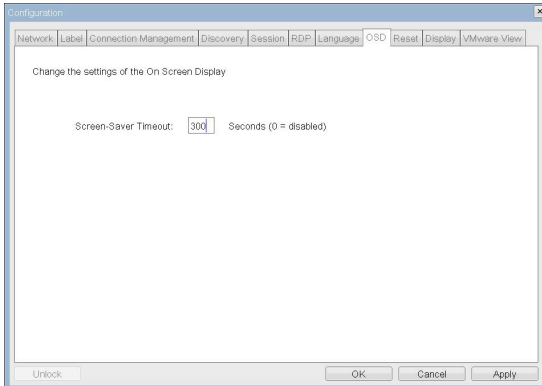 Configuration
Network Label Connection Management Discovery Session RDP Language OSD Reset Display VMware View
Change the settings of the On Screen Display
Screen-Saver Timeout: 300 Seconds (0 = disabled)
Unlock OK Cancel Apply